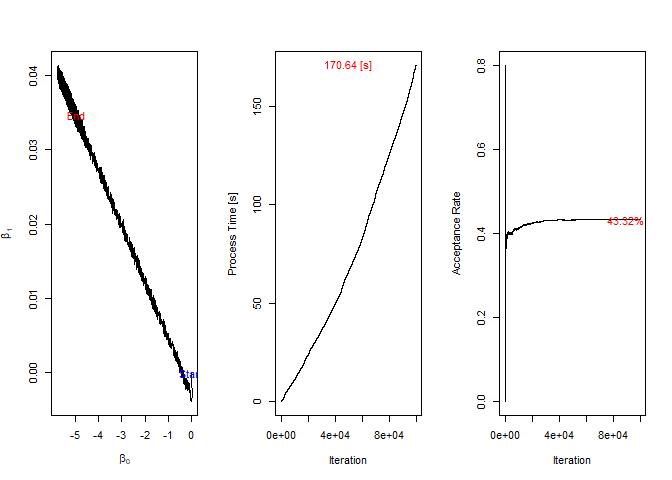 0.04
0.03
0.02
0.01
0.00
β1
End
Star
-5 -4 -3 -2 -1 0
β0
170.64 [s]
150
100
50
0
Process Time [s]
0e+00 4e+04 8e+04
Iteration
0.8
0.6
0.4
0.2
0.0
Acceptance Rate
43.32%
0e+00 4e+04 8e+04
Iteration